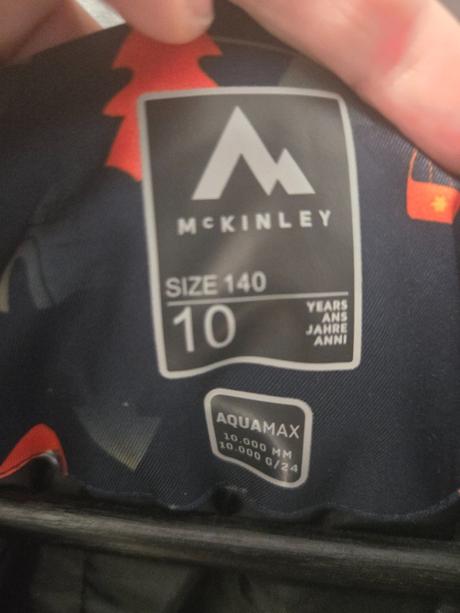 McKINLEY
SIZE 140
10
YEARS
ANS
JAHRE
ANNI
AQUAMAX
10.000 MM
10.000 G/24